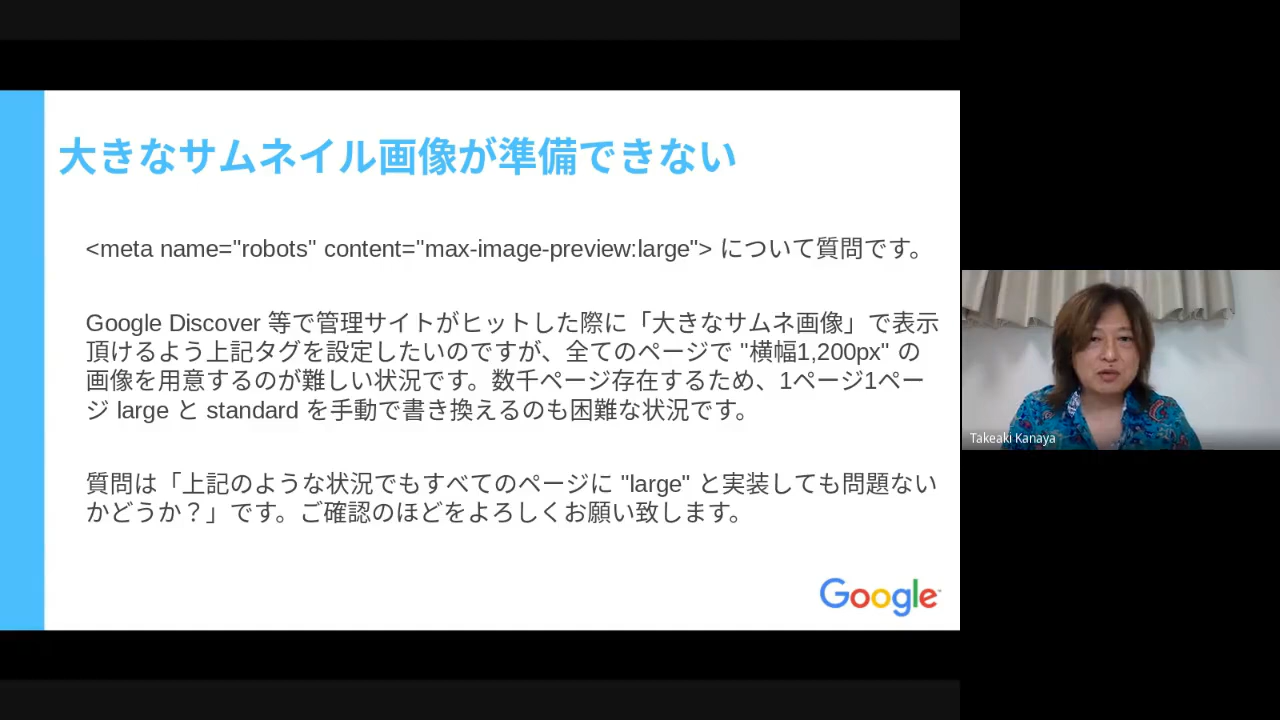 大きなサムネイル画像が準備できない
<meta name="robots" content="max-image-preview:large"> について質問です。
Google Discover 等で管理サイトがヒットした際に「大きなサムネ画像」で表示
頂けるよう上記タグを設定したいのですが、全てのページで "横幅1,200px" の
画像を用意するのが難しい状況です。数千ページ存在するため、1ページ1ペー
ジ large と standard を手動で書き換えるのも困難な状況です。
質問は「上記のような状況でもすべてのページに "large" と実装しても問題ない
かどうか？」です。ご確認のほどをよろしくお願い致します。
Google
Takeaki Kanaya